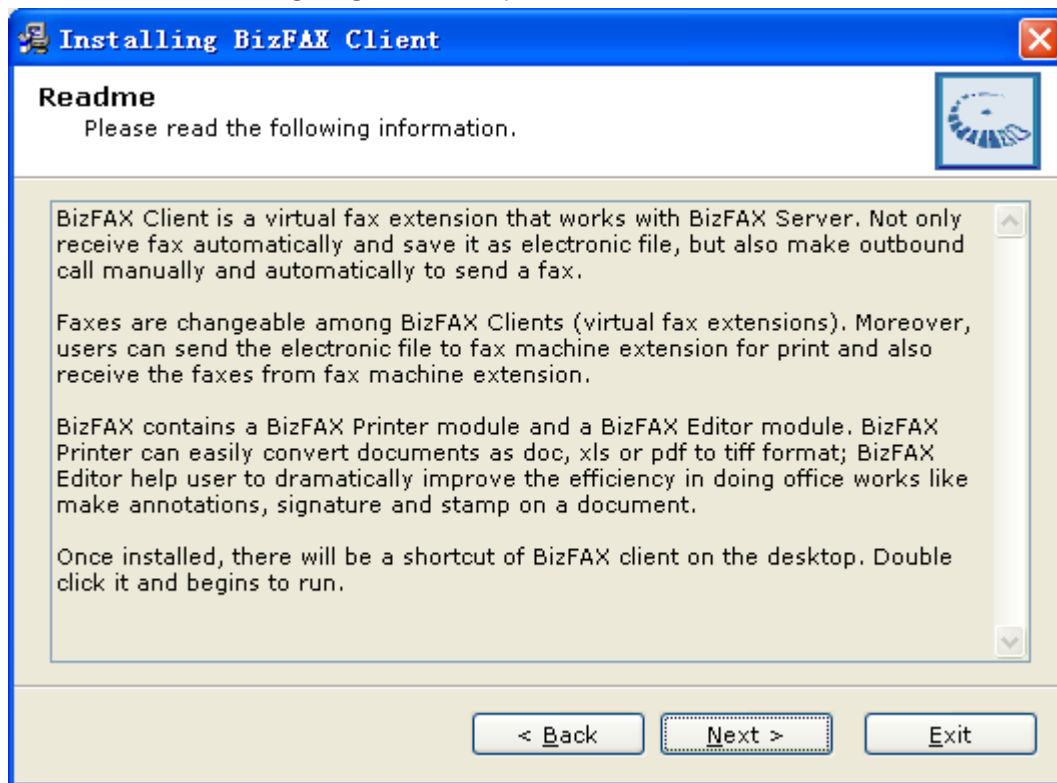 Installing BizFAX Client
Readme
Please read the following information.
BizFAX Client is a virtual fax extension that works with BizFAX Server. Not only
receive fax automatically and save it as electronic file, but also make outbound
call manually and automatically to send a fax.
Faxes are changeable among BizFAX Clients (virtual fax extensions). Moreover,
users can send the electronic file to fax machine extension for print and also
receive the faxes from fax machine extension.
BizFAX contains a BizFAX Printer module and a BizFAX Editor module. BizFAX
Printer can easily convert documents as doc, xls or pdf to tiff format; BizFAX
Editor help user to dramatically improve the efficiency in doing office works like
make annotations, signature and stamp on a document.
Once installed, there will be a shortcut of BizFAX client on the desktop. Double
click it and begins to run.
< Back Next > Exit